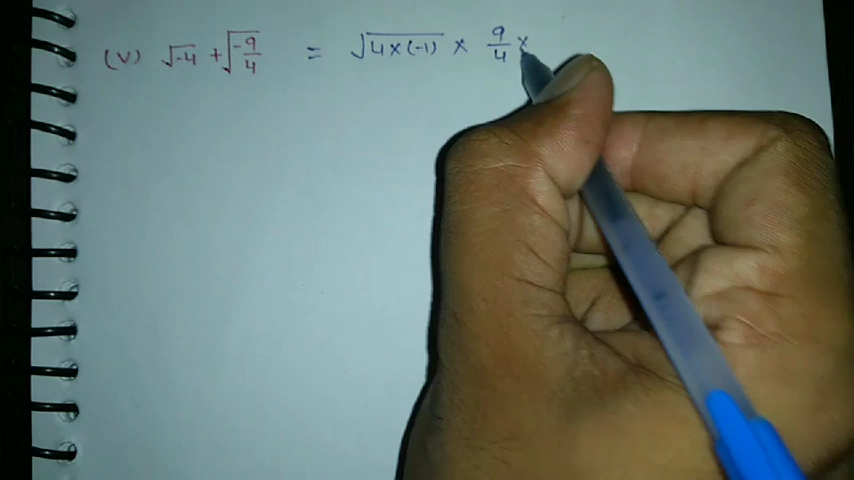 (V) √-4 + √-9/4 = √4×(-1) × 9/4 ×